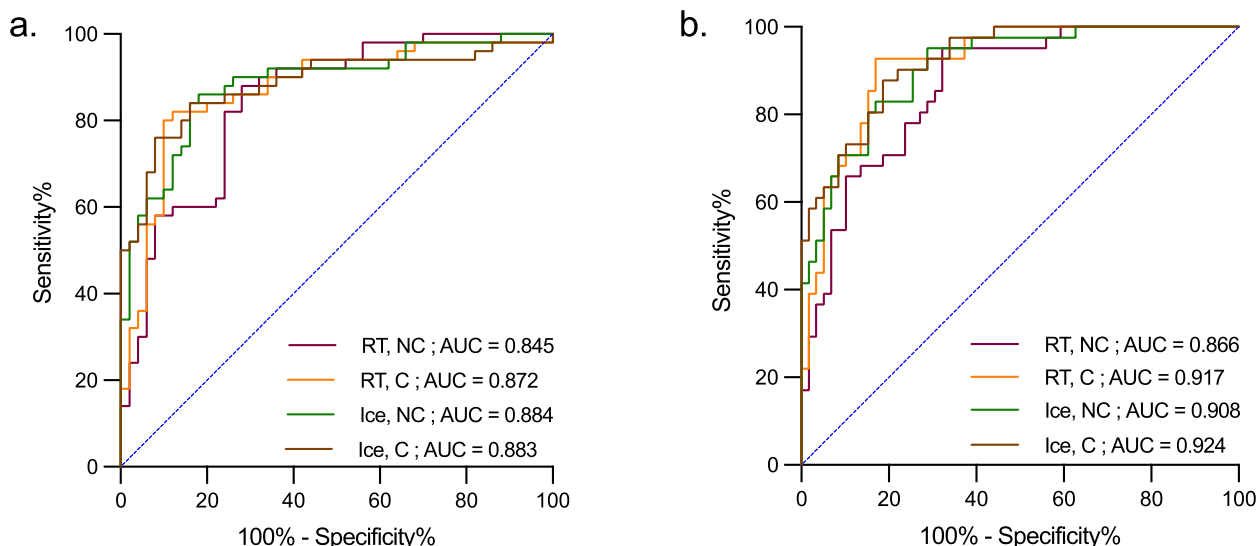 a.
100
80
60
40
20
0
Sensitivity%
0 20 40 60 80 100
100% - Specificity%
RT, NC ; AUC = 0.845
RT, C ; AUC = 0.872
Ice, NC ; AUC = 0.884
Ice, C ; AUC = 0.883
b.
100
80
60
40
20
0
Sensitivity%
0 20 40 60 80 100
100% - Specificity%
RT, NC ; AUC = 0.866
RT, C ; AUC = 0.917
Ice, NC ; AUC = 0.908
Ice, C ; AUC = 0.924